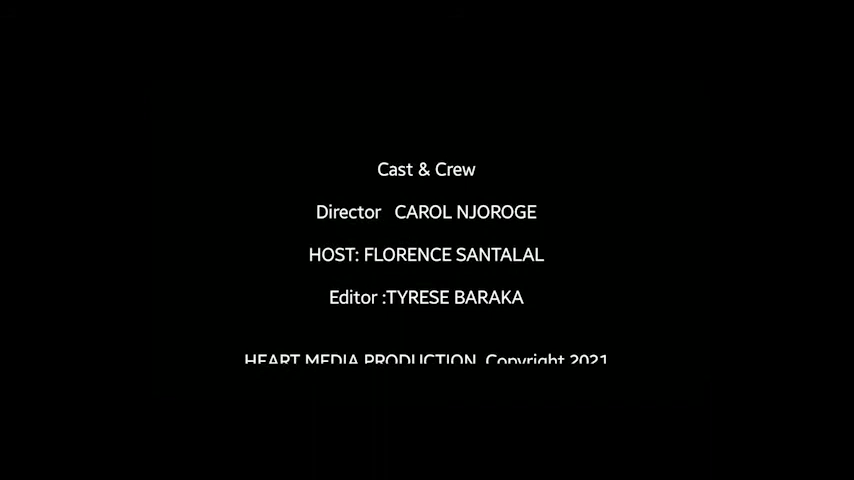 Cast & Crew
Director CAROL NJOROGE
HOST: FLORENCE SANTALAL
Editor :TYRESE BARAKA
HEART MEDIA PRODUCTION Copyright 2021